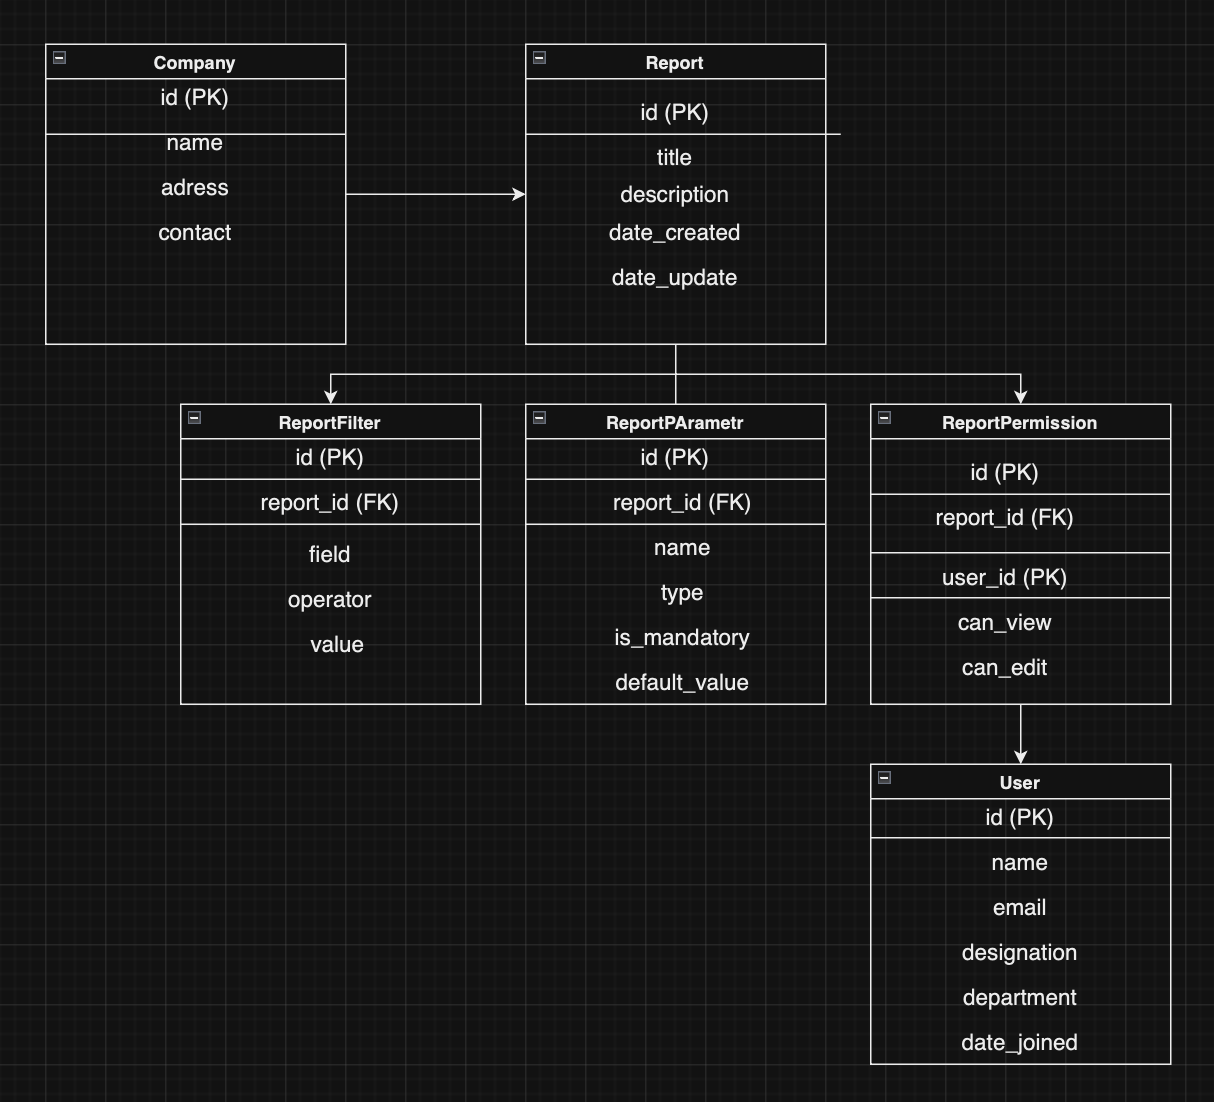 Company
id (PK)
name
adress
contact
Report
id (PK)
title
description
date_created
date_update
ReportFilter
id (PK)
report_id (FK)
field
operator
value
ReportPArametr
id (PK)
report_id (FK)
name
type
is_mandatory
default_value
ReportPermission
id (PK)
report_id (FK)
user_id (PK)
can_view
can_edit
User
id (PK)
name
email
designation
department
date_joined